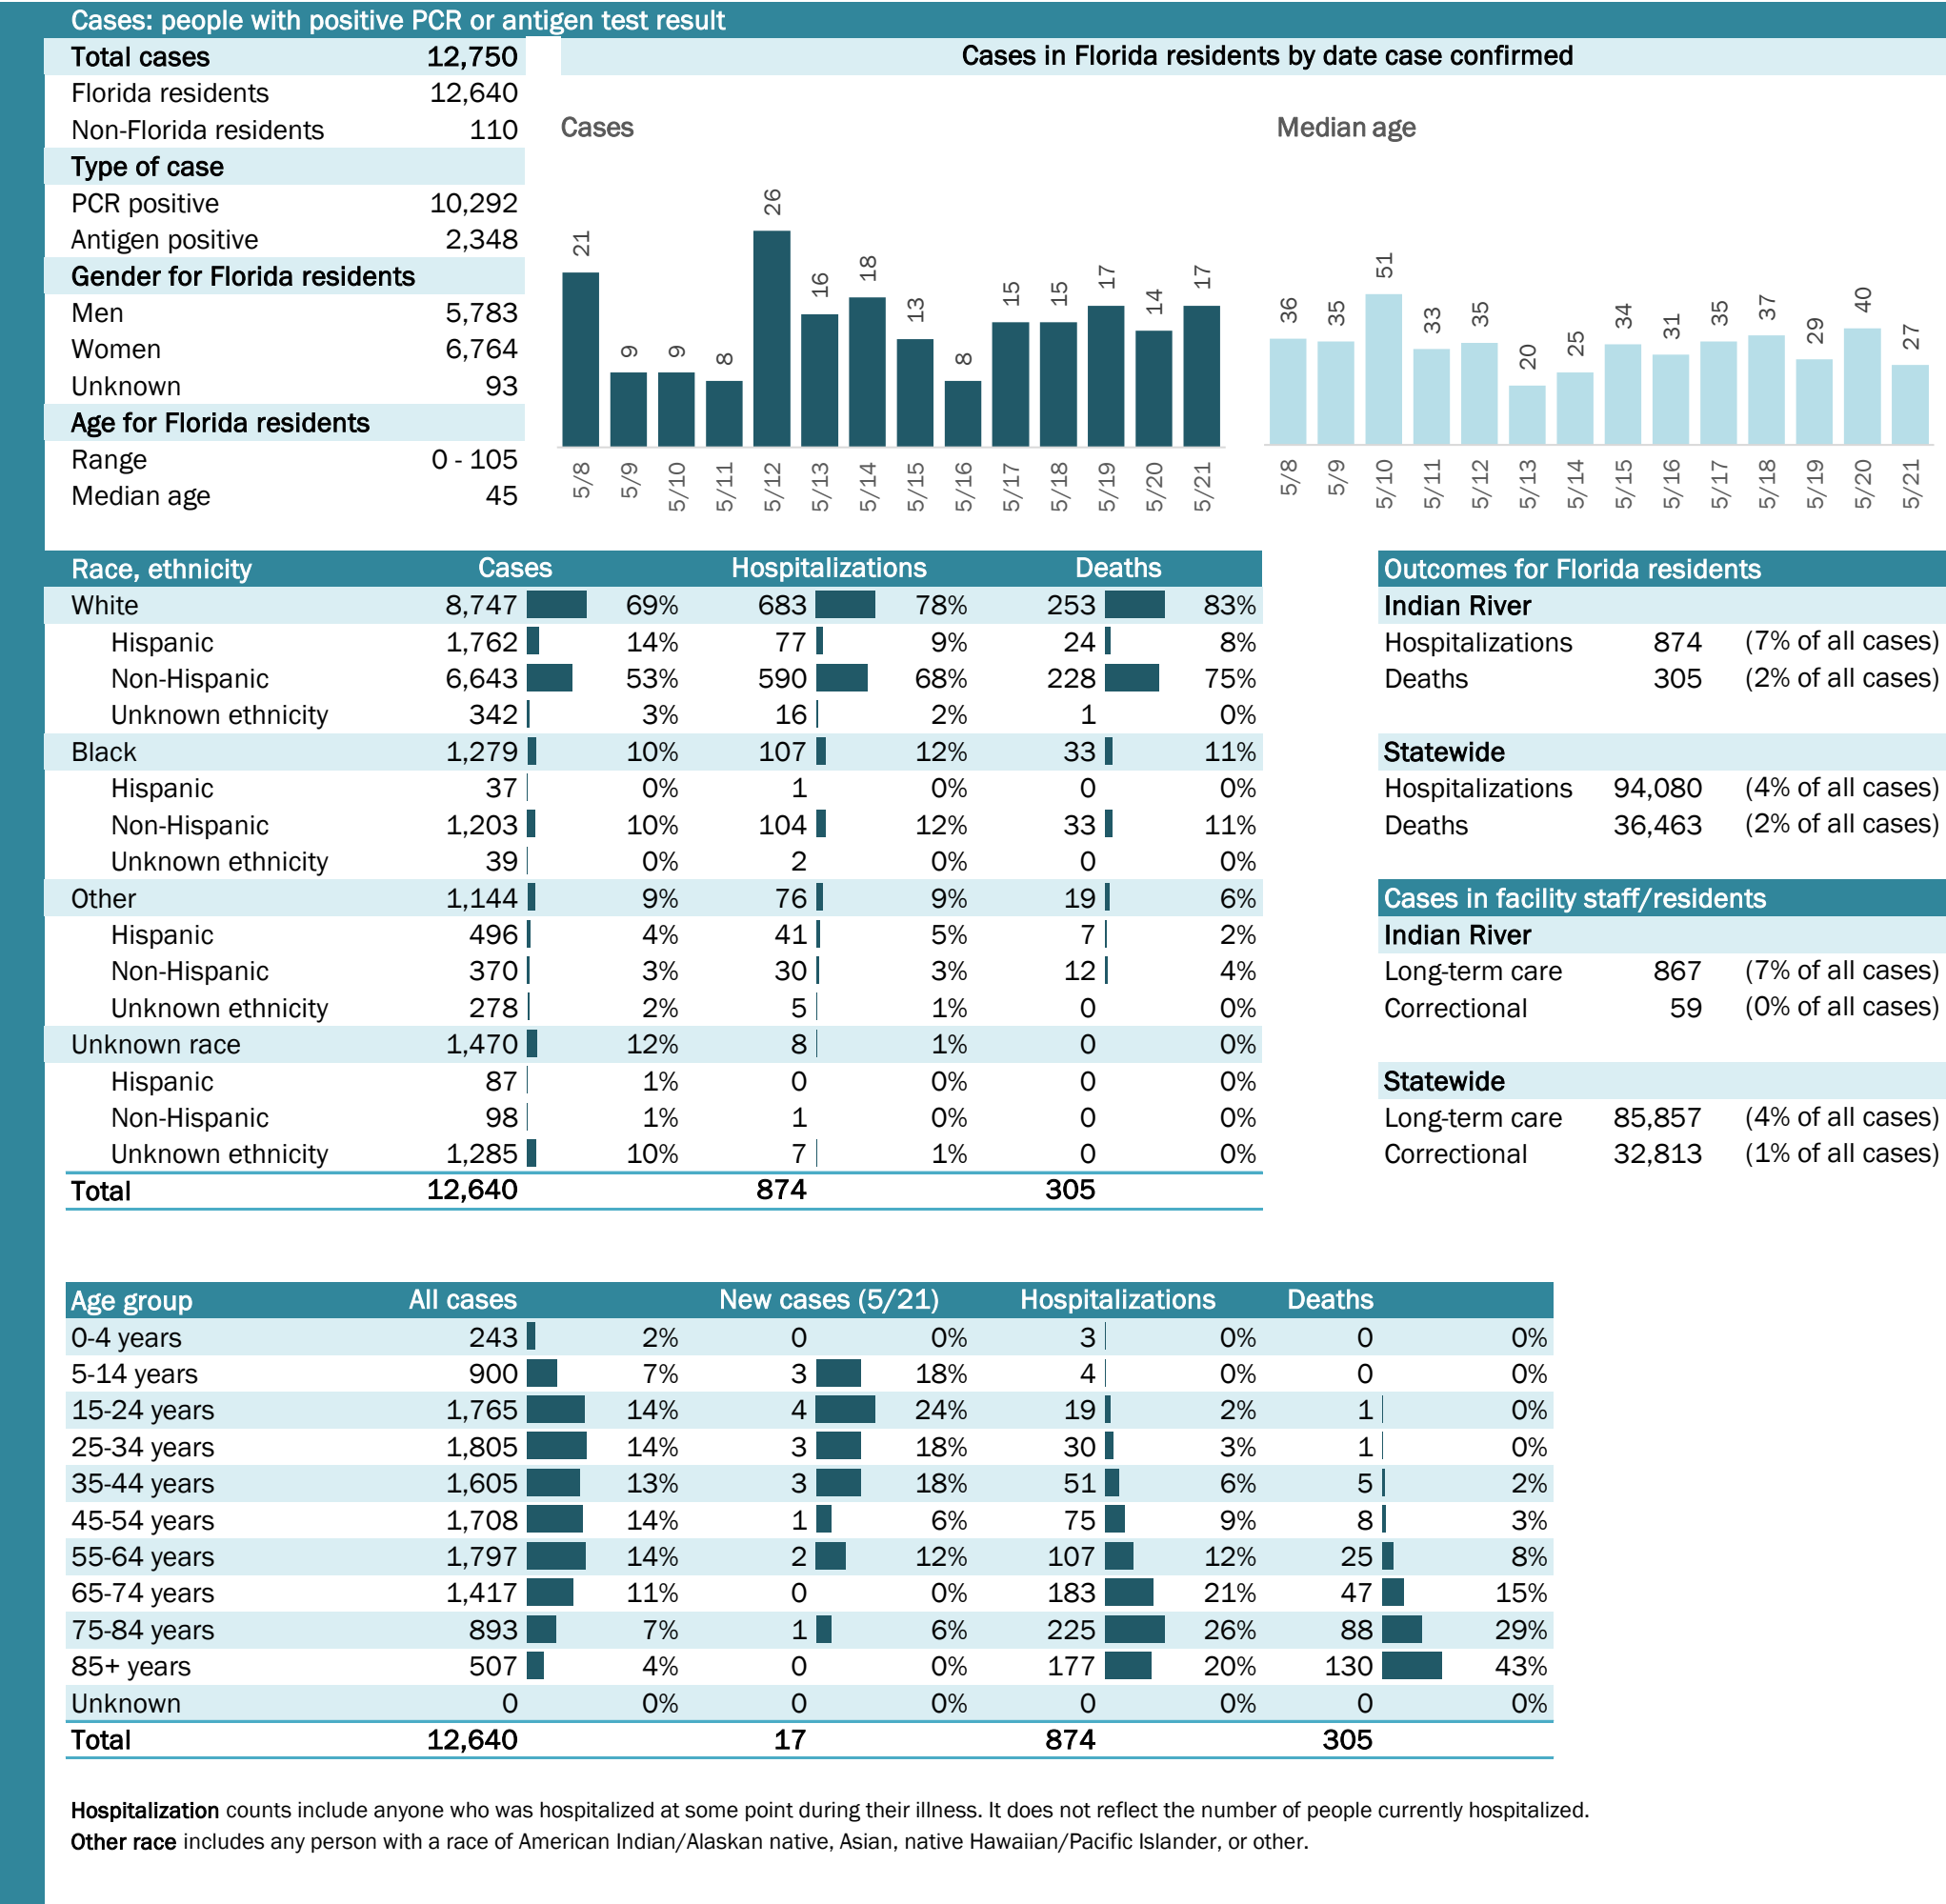 Cases: people with positive PCR or antigen test result
Total cases 12,750
Florida residents 12,640
Non-Florida residents 110
Type of case
PCR positive 10,292
Antigen positive 2,348
Gender for Florida residents
Men 5,783
Women 6,764
Unknown 93
Age for Florida residents
Range 0 - 105
Median age 45
Cases in Florida residents by date case confirmed
Cases
21 9 9 8 26 16 18 13 8 15 15 17 14 17
5/8 5/9 5/10 5/11 5/12 5/13 5/14 5/15 5/16 5/17 5/18 5/19 5/20 5/21
Median age
36 35 51 33 35 20 25 34 31 35 37 29 40 27
5/8 5/9 5/10 5/11 5/12 5/13 5/14 5/15 5/16 5/17 5/18 5/19 5/20 5/21
Race, ethnicity Cases Hospitalizations Deaths
White 8,747 69% 683 78% 253 83%
Hispanic 1,762 14% 77 9% 24 8%
Non-Hispanic 6,643 53% 590 68% 228 75%
Unknown ethnicity 342 3% 16 2% 1 0%
Black 1,279 10% 107 12% 33 11%
Hispanic 37 0% 1 0% 0 0%
Non-Hispanic 1,203 10% 104 12% 33 11%
Unknown ethnicity 39 0% 2 0% 0 0%
Other 1,144 9% 76 9% 19 6%
Hispanic 496 4% 41 5% 7 2%
Non-Hispanic 370 3% 30 3% 12 4%
Unknown ethnicity 278 2% 5 1% 0 0%
Unknown race 1,470 12% 8 1% 0 0%
Hispanic 87 1% 0 0% 0 0%
Non-Hispanic 98 1% 1 0% 0 0%
Unknown ethnicity 1,285 10% 7 1% 0 0%
Total 12,640 874 305
Outcomes for Florida residents
Indian River
Hospitalizations 874 (7% of all cases)
Deaths 305 (2% of all cases)
Statewide
Hospitalizations 94,080 (4% of all cases)
Deaths 36,463 (2% of all cases)
Cases in facility staff/residents
Indian River
Long-term care 867 (7% of all cases)
Correctional 59 (0% of all cases)
Statewide
Long-term care 85,857 (4% of all cases)
Correctional 32,813 (1% of all cases)
Age group All cases New cases (5/21) Hospitalizations Deaths
0-4 years 243 2% 0 0% 3 0% 0 0%
5-14 years 900 7% 3 18% 4 0% 0 0%
15-24 years 1,765 14% 4 24% 19 2% 1 0%
25-34 years 1,805 14% 3 18% 30 3% 1 0%
35-44 years 1,605 13% 3 18% 51 6% 5 2%
45-54 years 1,708 14% 1 6% 75 9% 8 3%
55-64 years 1,797 14% 2 12% 107 12% 25 8%
65-74 years 1,417 11% 0 0% 183 21% 47 15%
75-84 years 893 7% 1 6% 225 26% 88 29%
85+ years 507 4% 0 0% 177 20% 130 43%
Unknown 0 0% 0 0% 0 0% 0 0%
Total 12,640 17 874 305
Hospitalization counts include anyone who was hospitalized at some point during their illness. It does not reflect the number of people currently hospitalized.
Other race includes any person with a race of American Indian/Alaskan native, Asian, native Hawaiian/Pacific Islander, or other.